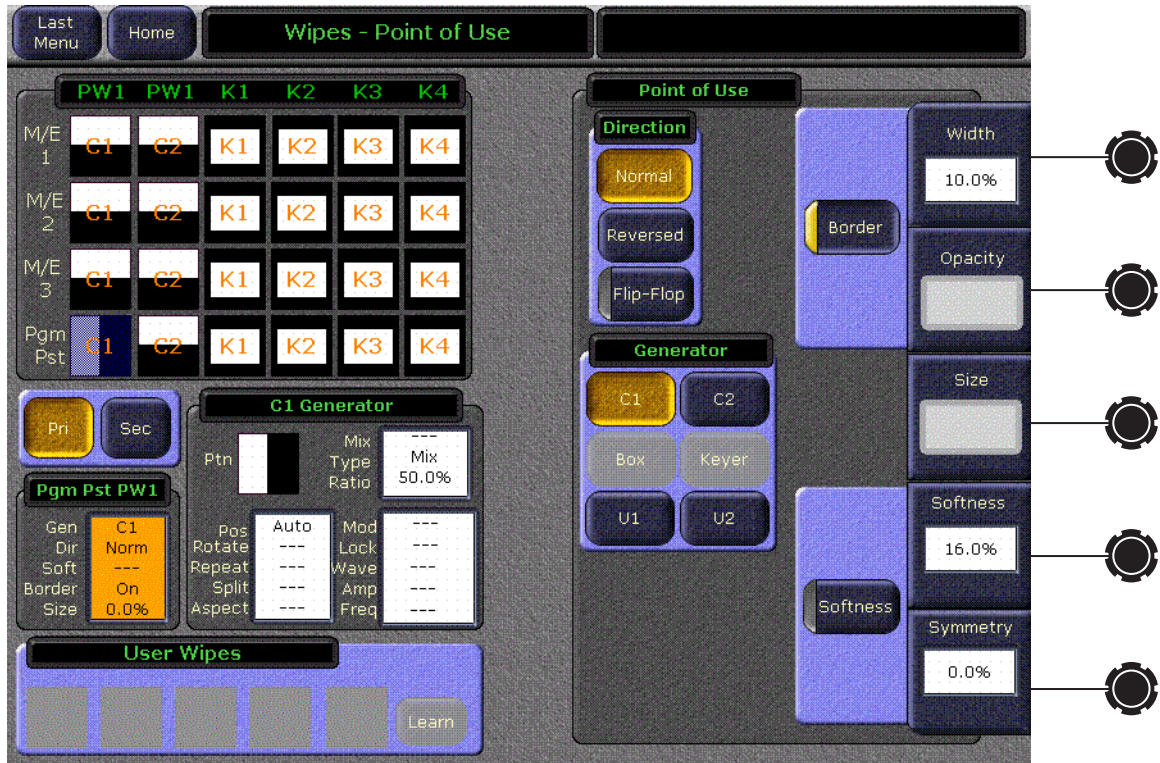 Last
Menu
Home
Wipes - Point of Use
PW1 PW1 K1 K2 K3 K4
M/E
1
C1 C2 K1 K2 K3 K4
M/E
2
C1 C2 K1 K2 K3 K4
M/E
3
C1 C2 K1 K2 K3 K4
Pgm
Pst
C1 C2 K1 K2 K3 K4
Pri
Sec
Pgm Pst PW1
Gen C1
Dir Norm
Soft ---
Border On
Size 0.0%
C1 Generator
Ptn
Mix ---
Type Mix
Ratio 50.0%
Pos Auto
Rotate ---
Repeat ---
Split ---
Aspect ---
Mod ---
Lock ---
Wave ---
Amp ---
Freq ---
User Wipes
Learn
Point of Use
Direction
Normal
Reversed
Flip-Flop
Generator
C1 C2
Box Keyer
U1 U2
Border
Softness
Width
10.0%
Opacity
Size
Softness
16.0%
Symmetry
0.0%